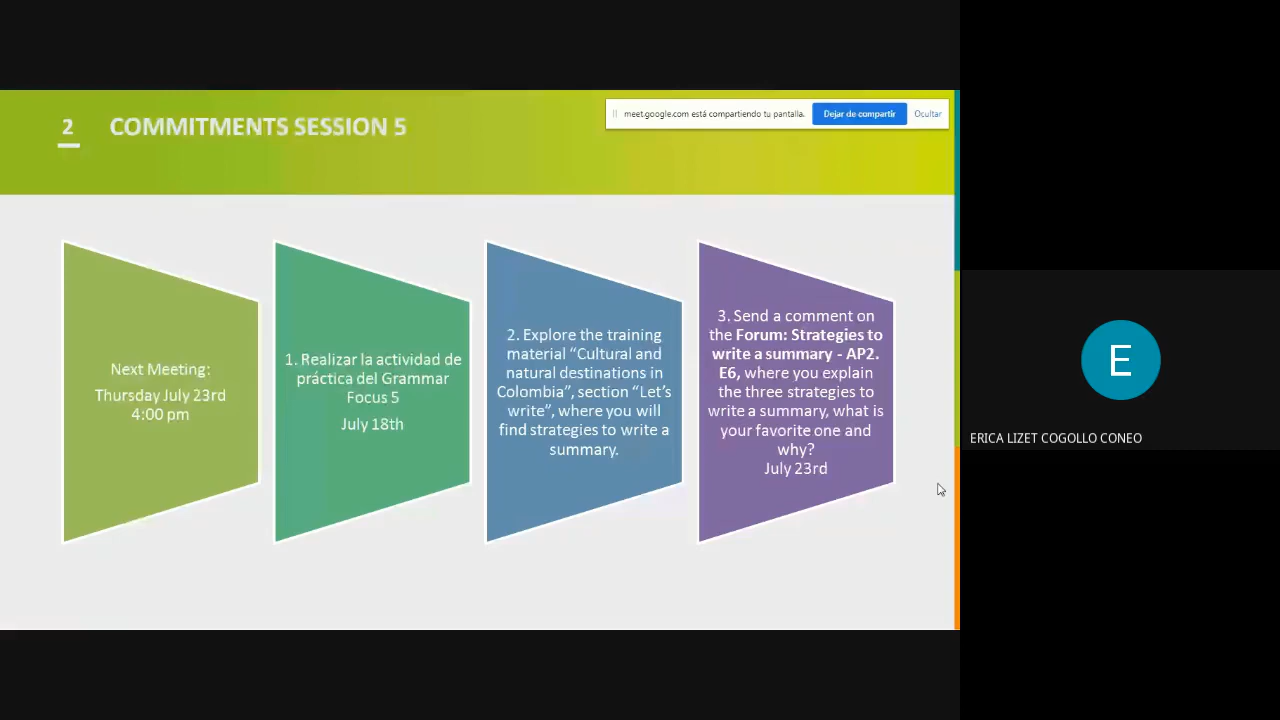 2
COMMITMENTS SESSION 5
meet.google.com está compartiendo tu pantalla.
Dejar de compartir
Ocultar
Next Meeting:
Thursday July 23rd
4:00 pm
1. Realizar la actividad de
práctica del Grammar
Focus 5
July 18th
2. Explore the training
material “Cultural and
natural destinations in
Colombia”, section “Let’s
write”, where you will
find strategies to write a
summary.
3. Send a comment on
the Forum: Strategies to
write a summary - AP2.
E6, where you explain
the three strategies to
write a summary, what is
your favorite one and
why?
July 23rd
E
ERICA LIZET COGOLLO CONEO